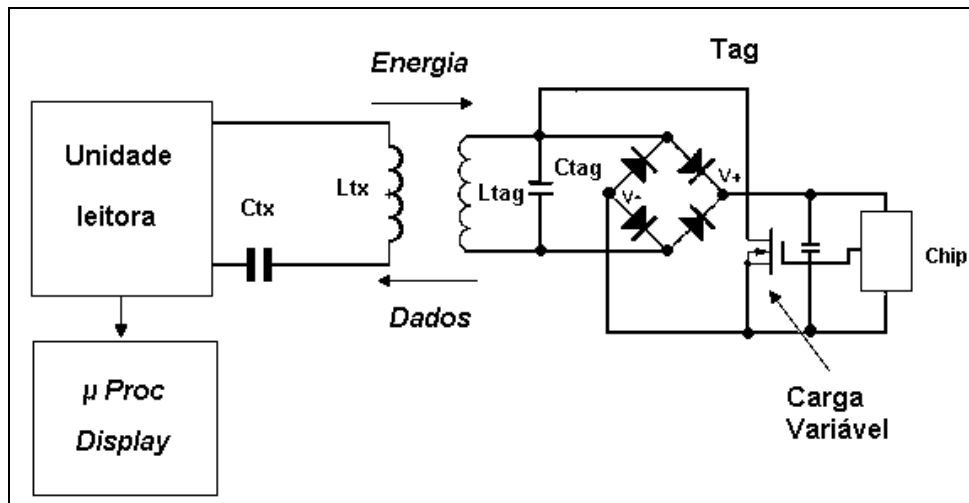 Tag
Energia
Unidade
leitora
Ltx
Ctx
Ctag
Ltag
V+
V-
Chip
Dados
µ Proc
Display
Carga
Variável